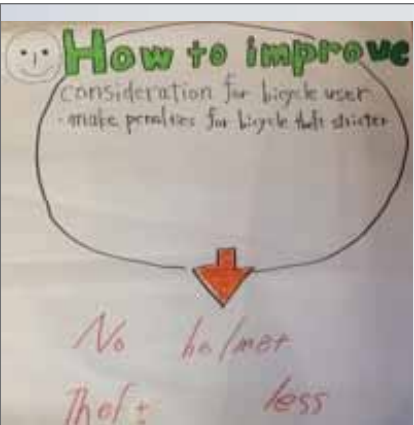 How to improve
consideration for bicycle user
- make penalties for bicycle theft stricter
No helmet
Theft: less